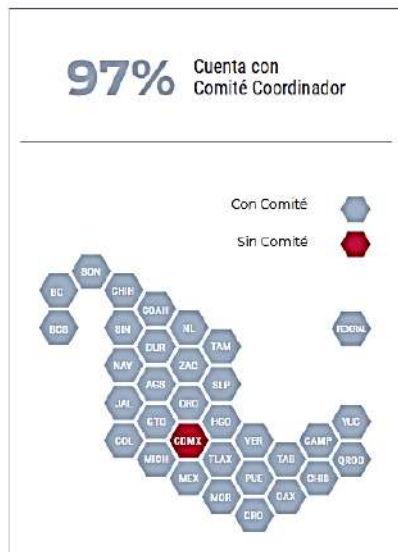 97% Cuenta con
Comité Coordinador
Con Comité
Sin Comité
SON
BC
CHIH
COAH
BCS
SIN
NL
FEDERAL
DUR
TAM
NAY
ZAC
AGS
SLP
JAL
QRO
GTO
HGO
YUC
COL
CDMX
VER
CAMP
MICH
TLAX
TAB
QROO
MEX
PUE
CHIS
MOR
OAX
GRO